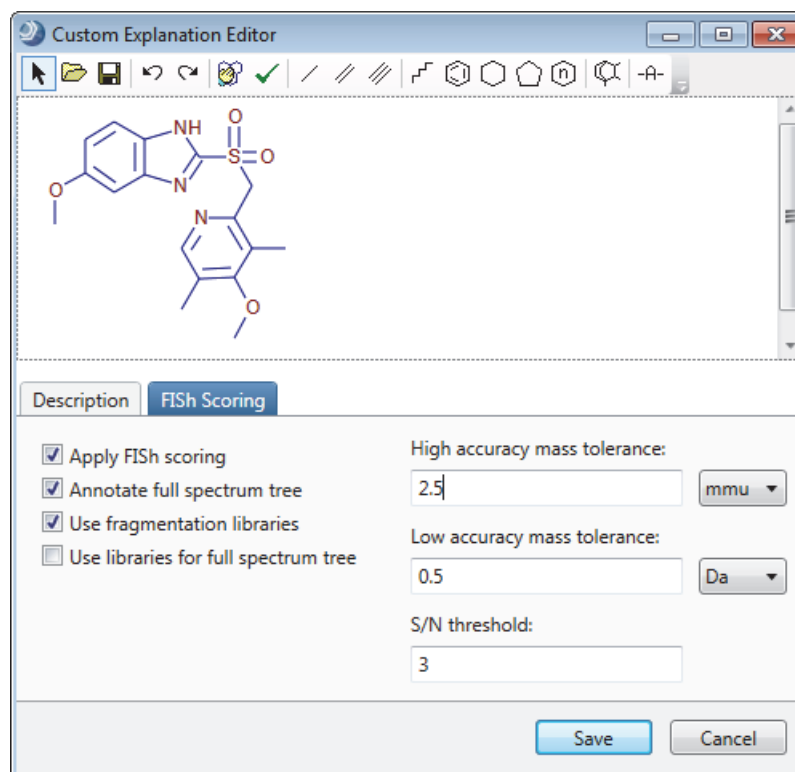 Custom Explanation Editor
n
-A-
NH
O
S
O
N
O
N
O
Description
FISh Scoring
Apply FISh scoring
Annotate full spectrum tree
Use fragmentation libraries
Use libraries for full spectrum tree
High accuracy mass tolerance:
2.5
mmu
Low accuracy mass tolerance:
0.5
Da
S/N threshold:
3
Save
Cancel